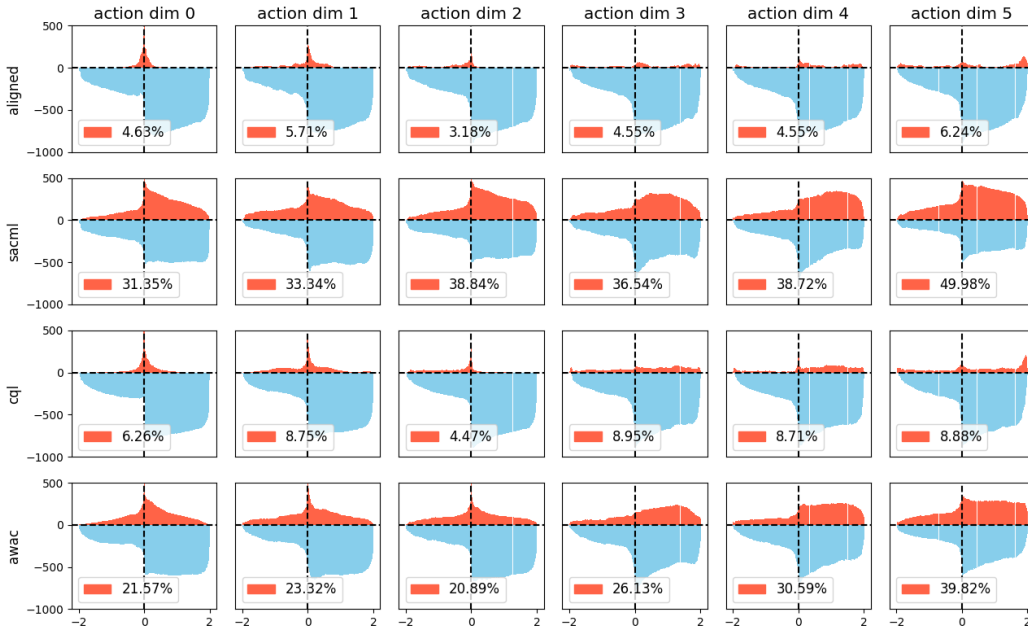 action dim 0 action dim 1 action dim 2 action dim 3 action dim 4 action dim 5
500
0
−500
−1000
aligned
4.63% 5.71% 3.18% 4.55% 4.55% 6.24%
500
0
−500
−1000
sacml
31.35% 33.34% 38.84% 36.54% 38.72% 49.98%
500
0
−500
−1000
cql
6.26% 8.75% 4.47% 8.95% 8.71% 8.88%
500
0
−500
−1000
awac
21.57% 23.32% 20.89% 26.13% 30.59% 39.82%
−2 0 2 −2 0 2 −2 0 2 −2 0 2 −2 0 2 −2 0 2